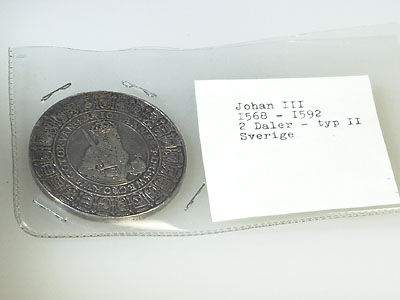 Johan III
1568 - 1592
2 Daler - typ II
Sverige